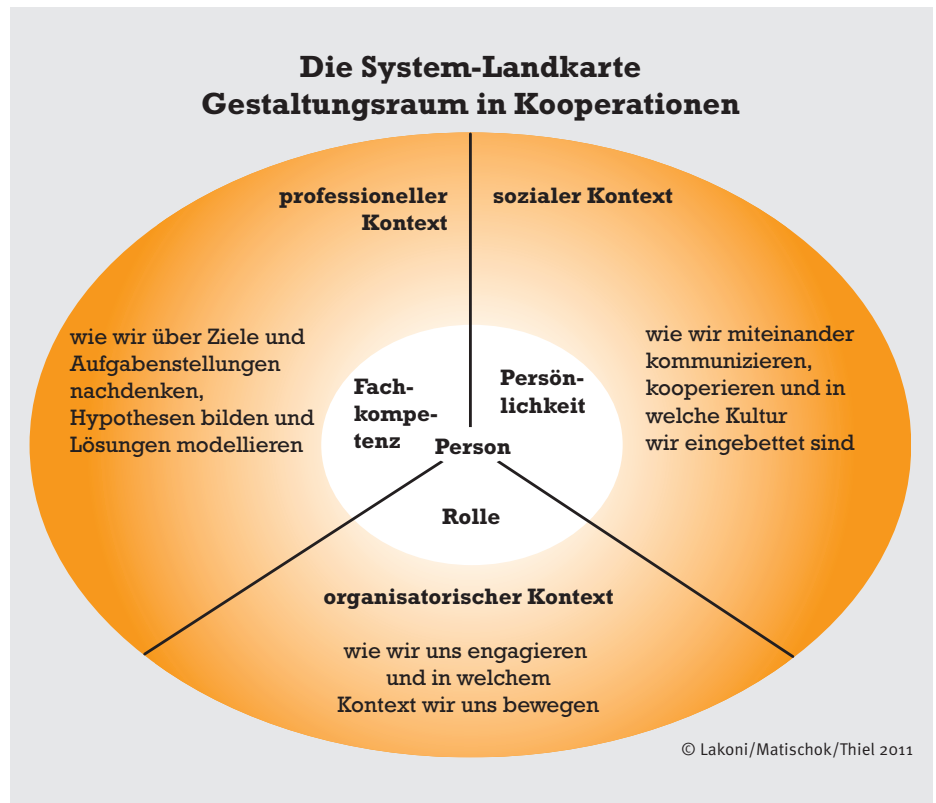 Die System-Landkarte
Gestaltungsraum in Kooperationen
professioneller
Kontext
sozialer Kontext
wie wir über Ziele und
Aufgabenstellungen
nachdenken,
Hypothesen bilden und
Lösungen modellieren
wie wir miteinander
kommunizieren,
kooperieren und in
welche Kultur
wir eingebettet sind
Fach-
kompe-
tenz
Persön-
lichkeit
Person
Rolle
organisatorischer Kontext
wie wir uns engagieren
und in welchem
Kontext wir uns bewegen
© Lakoni/Matischok/Thiel 2011